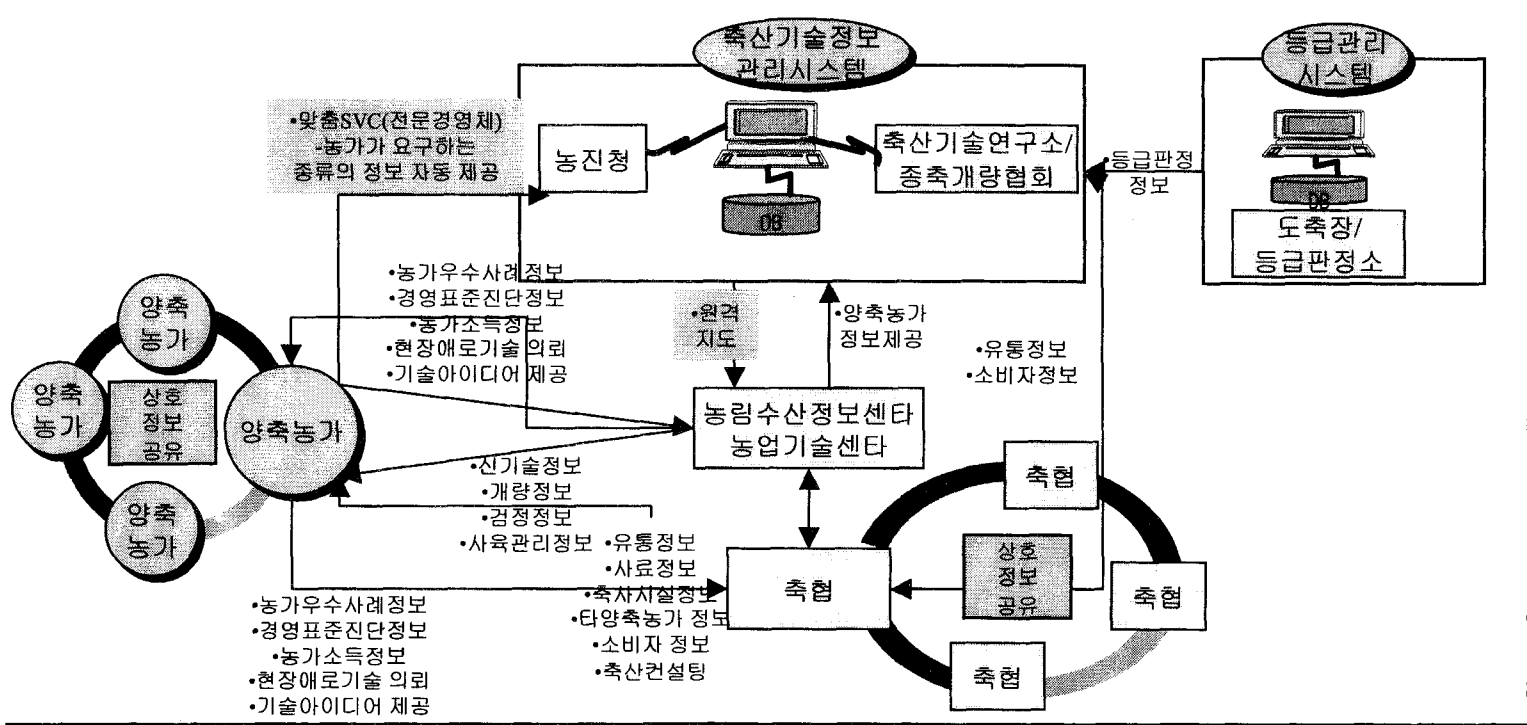 축산기술정보
관리시스템
등급관리
시스템
•맞춤SVC(전문경영체)
-농가가 요구하는
종류의 정보 자동 제공
농진청
축산기술연구소/
종축개량협회
DB
•등급판정
정보
DB
도축장/
등급판정소
•농가우수사례정보
•경영표준진단정보
•농가소득정보
•현장애로기술 의뢰
•기술아이디어 제공
•원격
지도
•양축농가
정보제공
•유통정보
•소비자정보
양축
농가
양축
농가
상호
정보
공유
양축농가
양축
농가
농림수산정보센타
농업기술센타
•신기술정보
•개량정보
•검정정보
•사육관리정보
•유통정보
•사료정보
•축사시설정보
•타양축농가 정보
•소비자 정보
•축산컨설팅
축협
축협
상호
정보
공유
축협
축협
•농가우수사례정보
•경영표준진단정보
•농가소득정보
•현장애로기술 의뢰
•기술아이디어 제공